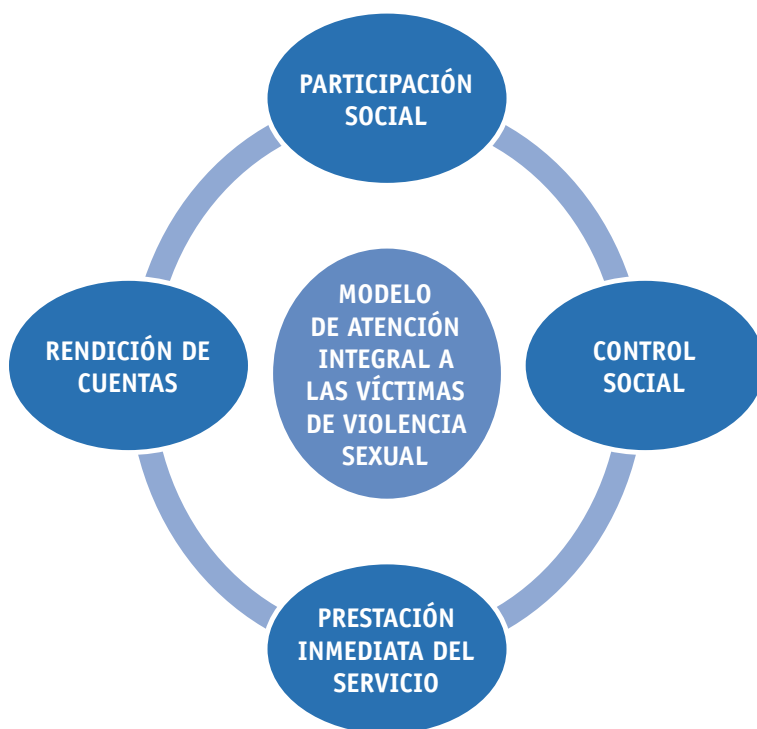 PARTICIPACIÓN
SOCIAL
RENDICIÓN DE
CUENTAS
MODELO
DE ATENCIÓN
INTEGRAL A
LAS VÍCTIMAS
DE VIOLENCIA
SEXUAL
CONTROL
SOCIAL
PRESTACIÓN
INMEDIATA DEL
SERVICIO